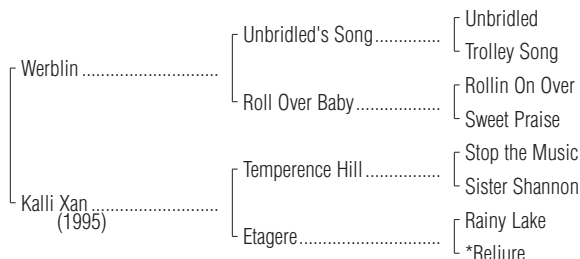 Unbridled
Unbridled's Song
Trolley Song
Werblin
Rollin On Over
Roll Over Baby
Sweet Praise
Stop the Music
Temperence Hill
Sister Shannon
Kalli Xan
(1995)
Rainy Lake
Etagere
*Reliure